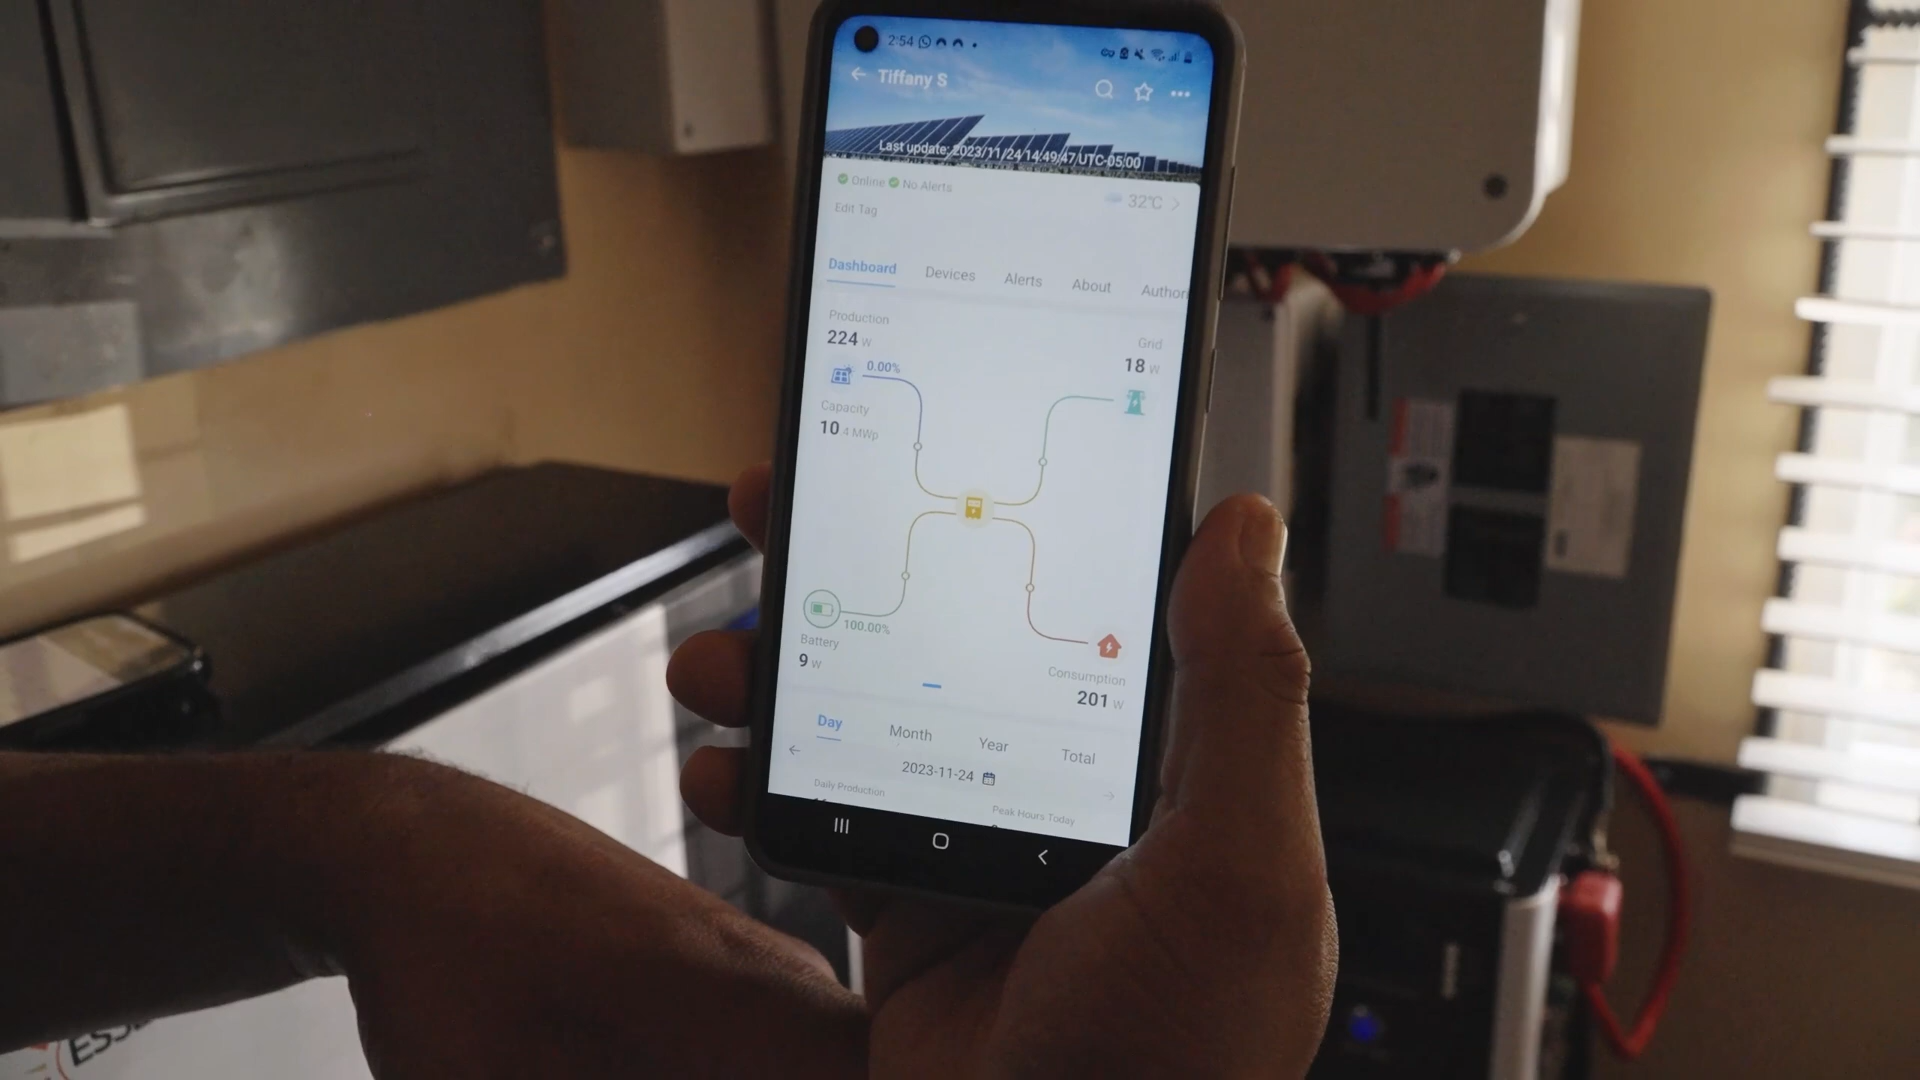 2:54
Tiffany S
Last update: 2023/11/24 14:49:47 UTC-05:00
Online No Alerts
32℃
Edit Tag
Dashboard Devices Alerts About Authori
Production
224 W
Grid
18 W
0.00%
Capacity
10.4 MWp
100.00%
Battery
9 W
Consumption
201 W
Day Month Year Total
2023-11-24
Daily Production
Peak Hours Today